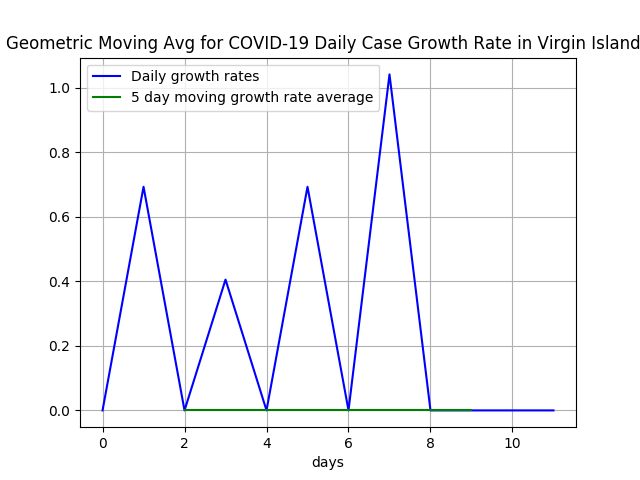 Geometric Moving Avg for COVID-19 Daily Case Growth Rate in Virgin Island
Daily growth rates
5 day moving growth rate average
1.0
0.8
0.6
0.4
0.2
0.0
0 2 4 6 8 10
days